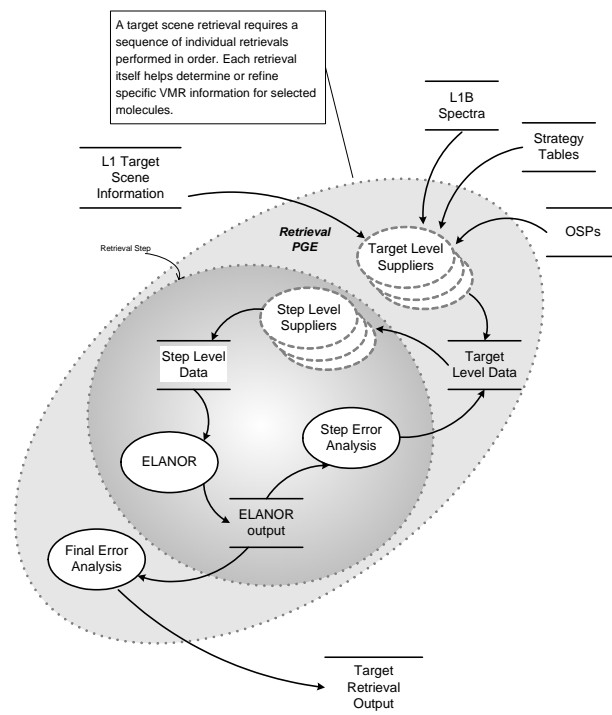 A target scene retrieval requires a
sequence of individual retrievals
performed in order. Each retrieval
itself helps determine or refine
specific VMR information for selected
molecules.
L1B
Spectra
Strategy
Tables
L1 Target
Scene
Information
OSPs
Retrieval
PGE
Target Level
Suppliers
Retrieval Step
Step Level
Suppliers
Step Level
Data
Target
Level Data
Step Error
Analysis
ELANOR
ELANOR
output
Final Error
Analysis
Target
Retrieval
Output